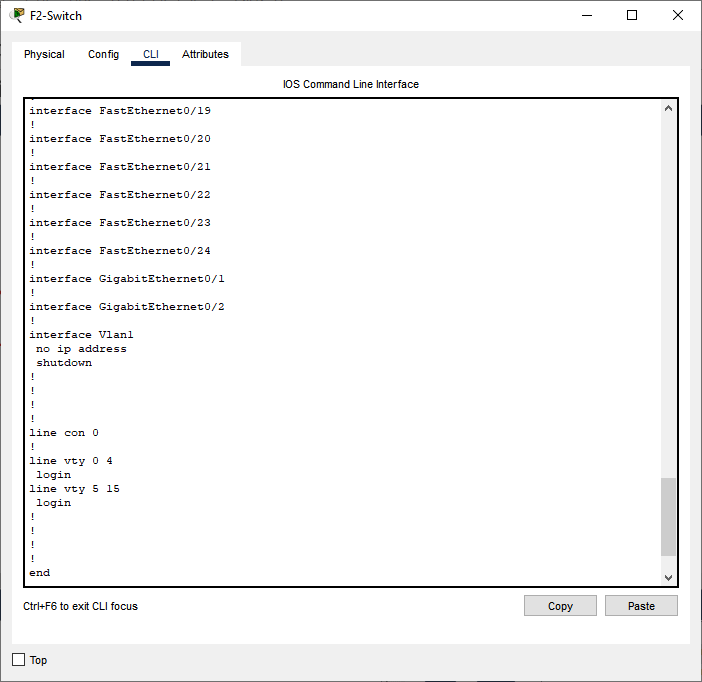 F2-Switch
Physical Config CLI Attributes
IOS Command Line Interface
!
interface FastEthernet0/19
!
interface FastEthernet0/20
!
interface FastEthernet0/21
!
interface FastEthernet0/22
!
interface FastEthernet0/23
!
interface FastEthernet0/24
!
interface GigabitEthernet0/1
!
interface GigabitEthernet0/2
!
interface Vlan1
no ip address
shutdown
!
!
!
!
line con 0
!
line vty 0 4
login
line vty 5 15
login
!
!
!
!
end
Ctrl+F6 to exit CLI focus
Copy Paste
Top